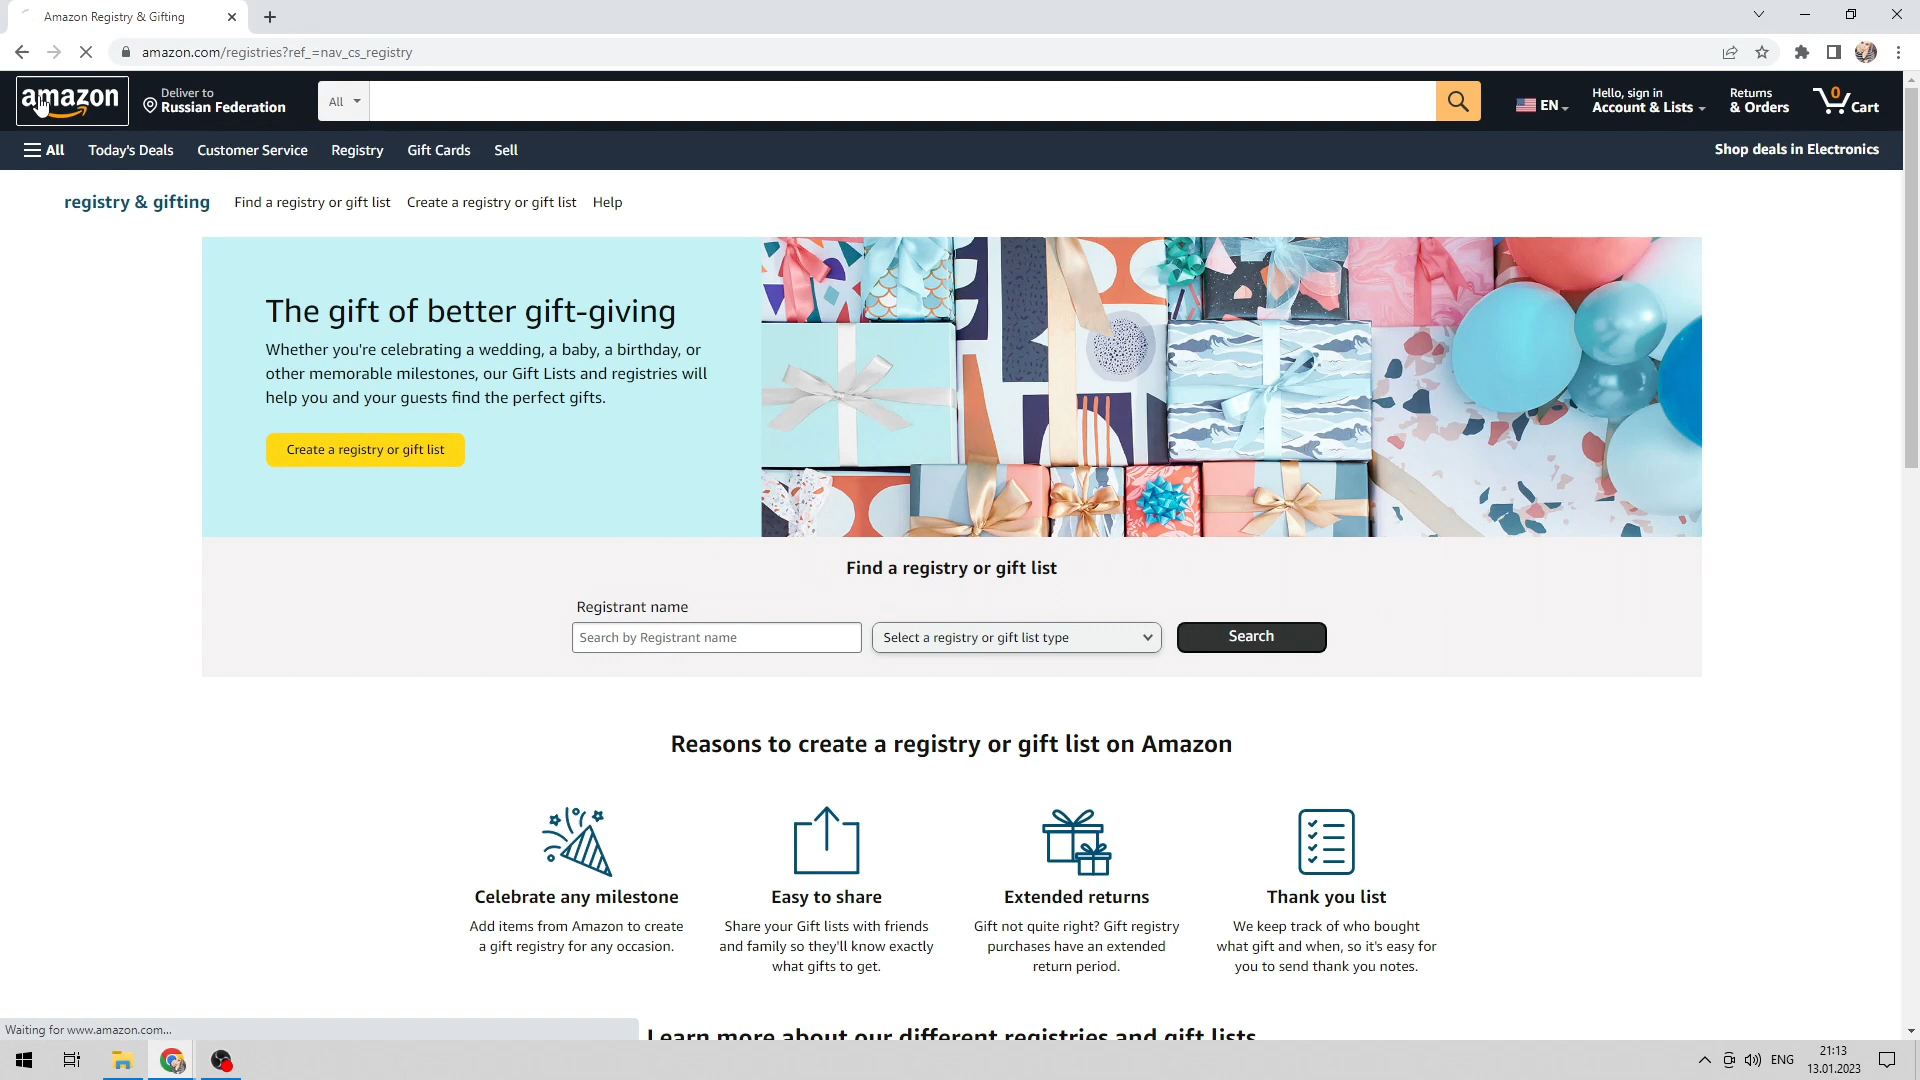 Amazon Registry & Gifting
amazon.com/registries?ref_=nav_cs_registry
amazon
Deliver to
Russian Federation
All
EN
Hello, sign in
Account & Lists
Returns
& Orders
0
Cart
All
Today's Deals
Customer Service
Registry
Gift Cards
Sell
Shop deals in Electronics
registry & gifting
Find a registry or gift list
Create a registry or gift list
Help
The gift of better gift-giving
Whether you're celebrating a wedding, a baby, a birthday, or
other memorable milestones, our Gift Lists and registries will
help you and your guests find the perfect gifts.
Create a registry or gift list
Find a registry or gift list
Registrant name
Search by Registrant name
Select a registry or gift list type
Search
Reasons to create a registry or gift list on Amazon
Celebrate any milestone
Add items from Amazon to create
a gift registry for any occasion.
Easy to share
Share your Gift lists with friends
and family so they'll know exactly
what gifts to get.
Extended returns
Gift not quite right? Gift registry
purchases have an extended
return period.
Thank you list
We keep track of who bought
what gift and when, so it's easy for
you to send thank you notes.
Learn more about our different registries and gift lists
Waiting for www.amazon.com...
ENG
21:13
13.01.2023